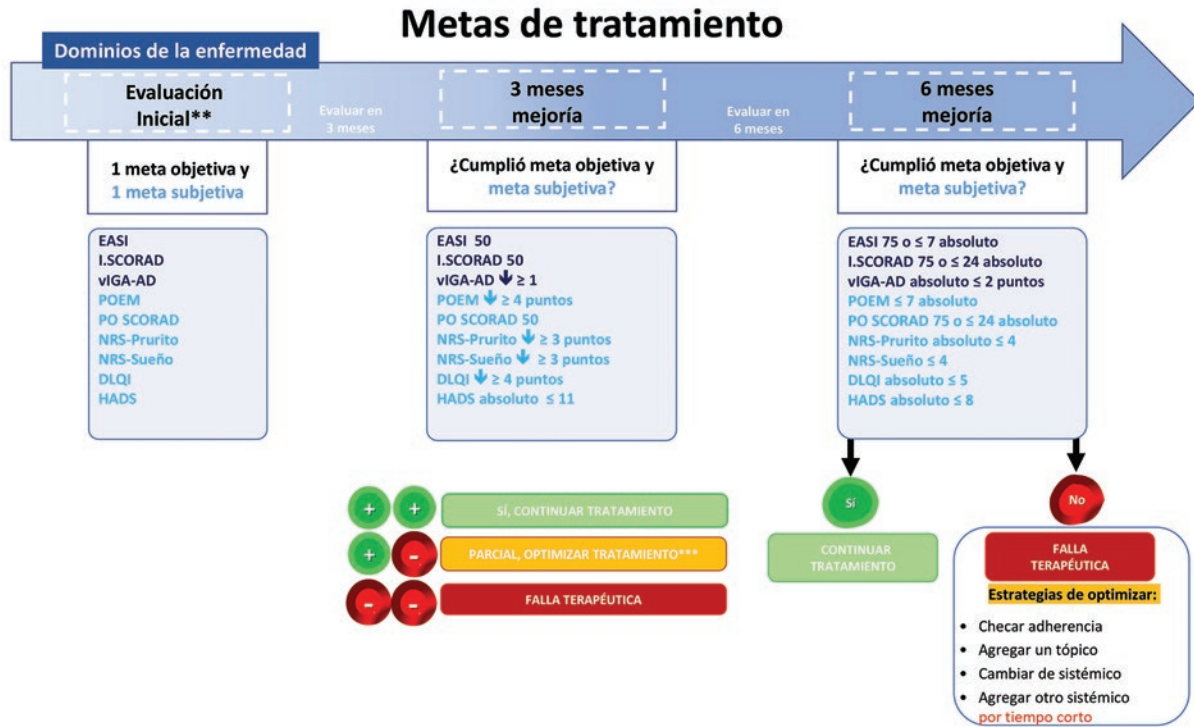 Metas de tratamiento
Dominios de la enfermedad
Evaluación
Inicial**
Evaluar en
3 meses
3 meses
mejoría
Evaluar en
6 meses
6 meses
mejoría
1 meta objetiva y
1 meta subjetiva
¿Cumplió meta objetiva y
meta subjetiva?
¿Cumplió meta objetiva y
meta subjetiva?
EASI
I.SCORAD
vIGA-AD
POEM
PO SCORAD
NRS-Prurito
NRS-Sueño
DLQI
HADS
EASI 50
I.SCORAD 50
vIGA-AD ↓ ≥ 1
POEM ↓ ≥ 4 puntos
PO SCORAD 50
NRS-Prurito ↓ ≥ 3 puntos
NRS-Sueño ↓ ≥ 3 puntos
DLQI ↓ ≥ 4 puntos
HADS absoluto ≤ 11
EASI 75 o ≤ 7 absoluto
I.SCORAD 75 o ≤ 24 absoluto
vIGA-AD absoluto ≤ 2 puntos
POEM ≤ 7 absoluto
PO SCORAD 75 o ≤ 24 absoluto
NRS-Prurito absoluto ≤ 4
NRS-Sueño ≤ 4
DLQI absoluto ≤ 5
HADS absoluto ≤ 8
+ + SÍ, CONTINUAR TRATAMIENTO
+ - PARCIAL, OPTIMIZAR TRATAMIENTO***
- - FALLA TERAPÉUTICA
Sí
CONTINUAR
TRATAMIENTO
No
FALLA
TERAPÉUTICA
Estrategias de optimizar:
• Checar adherencia
• Agregar un tópico
• Cambiar de sistémico
• Agregar otro sistémico
por tiempo corto